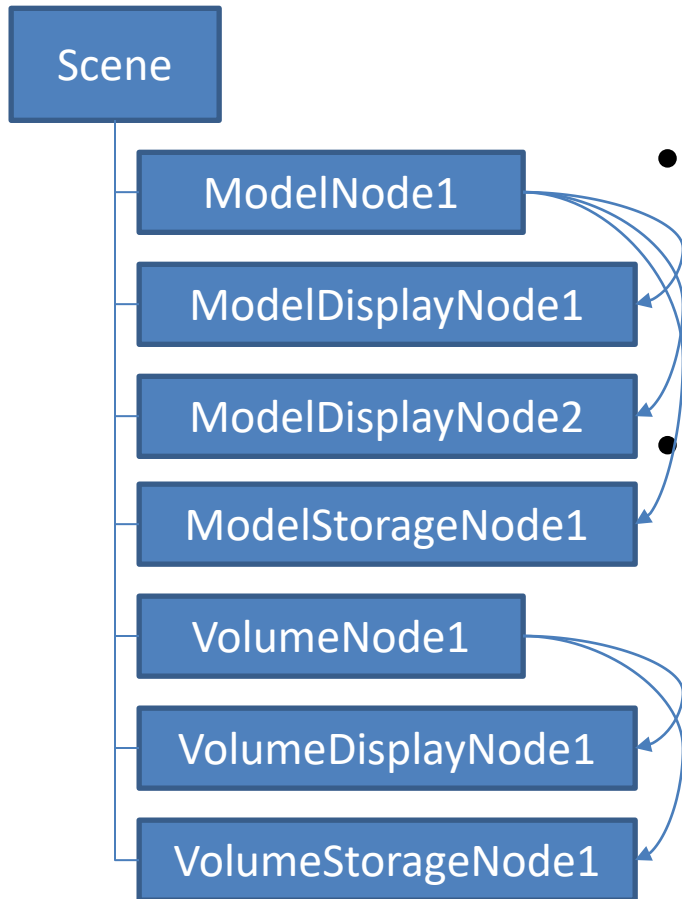 Scene
ModelNode1
ModelDisplayNode1
ModelDisplayNode2
ModelStorageNode1
VolumeNode1
VolumeDisplayNode1
VolumeStorageNode1